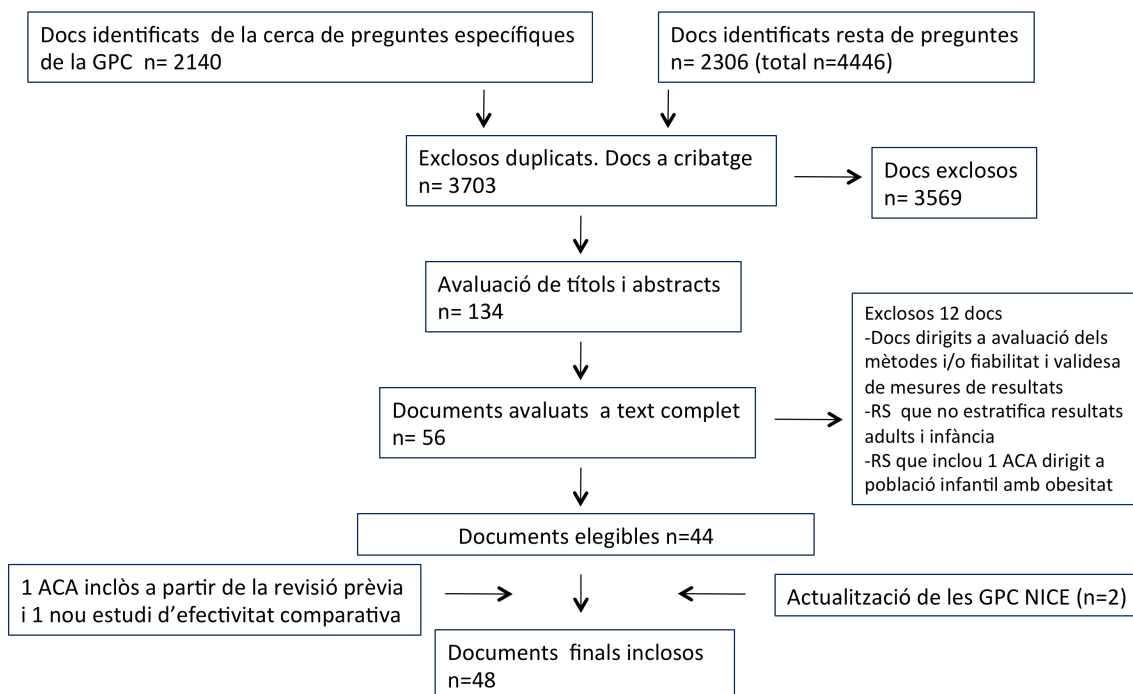 Docs identificats de la cerca de preguntes específiques
de la GPC n= 2140
Docs identificats resta de preguntes
n= 2306 (total n=4446)
Exclosos duplicats. Docs a cribatge
n= 3703
Docs exclosos
n= 3569
Avaluació de títols i abstracts
n= 134
Exclosos 12 docs
-Docs dirigits a avaluació dels
mètodes i/o fiabilitat i validesa
de mesures de resultats
-RS que no estratifica resultats
adults i infància
-RS que inclou 1 ACA dirigit a
població infantil amb obesitat
Documents avaluats a text complet
n= 56
Documents elegibles n=44
1 ACA inclòs a partir de la revisió prèvia
i 1 nou estudi d'efectivitat comparativa
Actualització de les GPC NICE (n=2)
Documents finals inclosos
n=48